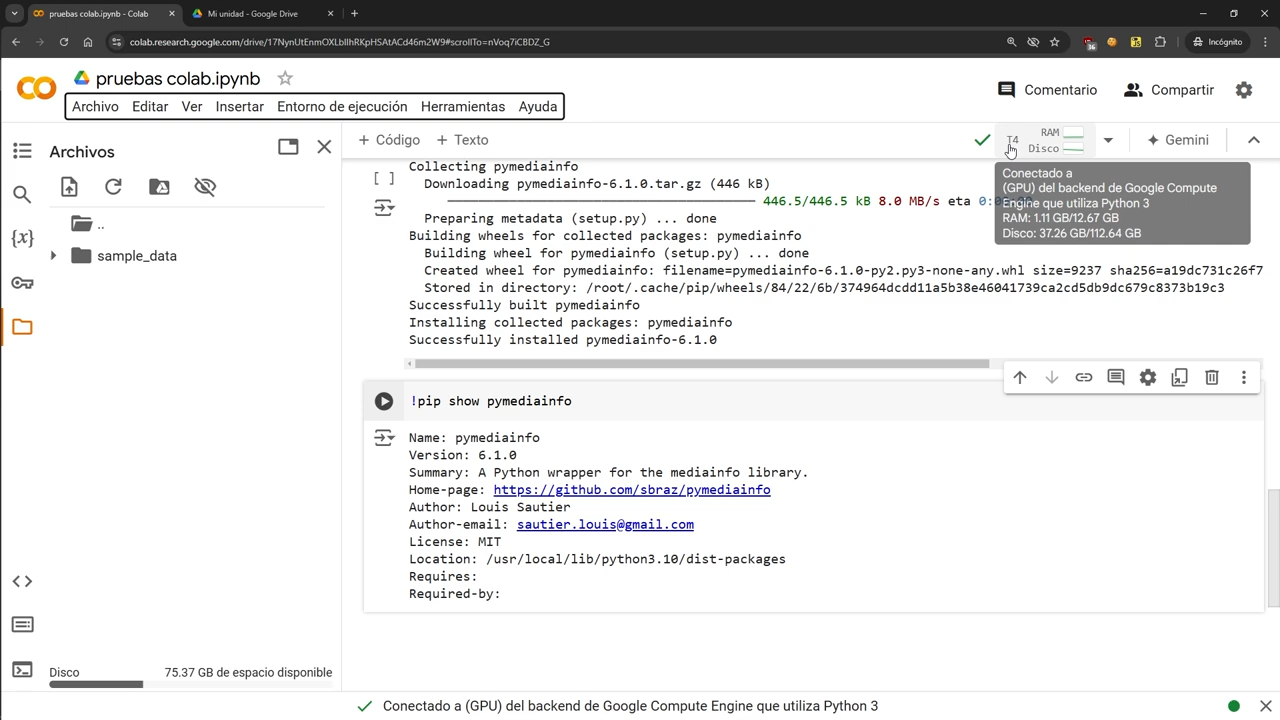 pruebas colab.ipynb - Colab
Mi unidad - Google Drive
colab.research.google.com/drive/17NynUtEnmOXLbIhRKpHSAtACd46m2W9#scrollTo=nVoq7iCBDZ_G
Incógnito
pruebas colab.ipynb
Archivo Editar Ver Insertar Entorno de ejecución Herramientas Ayuda
Comentario
Compartir
Archivos
+ Código + Texto
T4
RAM
Disco
Gemini
Conectado a
(GPU) del backend de Google Compute
Engine que utiliza Python 3
RAM: 1.11 GB/12.67 GB
Disco: 37.26 GB/112.64 GB
..
sample_data
Disco
75.37 GB de espacio disponible
[ ]
Collecting pymediainfo
Downloading pymediainfo-6.1.0.tar.gz (446 kB)
446.5/446.5 kB 8.0 MB/s eta
Preparing metadata (setup.py) ... done
Building wheels for collected packages: pymediainfo
Building wheel for pymediainfo (setup.py) ... done
Created wheel for pymediainfo: filename=pymediainfo-6.1.0-py2.py3-none-any.whl size=9237 sha256=a19dc731c26f7
Stored in directory: /root/.cache/pip/wheels/84/22/6b/374964dcdd11a5b38e46041739ca2cd5db9dc679c8373b19c3
Successfully built pymediainfo
Installing collected packages: pymediainfo
Successfully installed pymediainfo-6.1.0
!pip show pymediainfo
Name: pymediainfo
Version: 6.1.0
Summary: A Python wrapper for the mediainfo library.
Home-page: https://github.com/sbraz/pymediainfo
Author: Louis Sautier
Author-email: sautier.louis@gmail.com
License: MIT
Location: /usr/local/lib/python3.10/dist-packages
Requires:
Required-by:
Conectado a (GPU) del backend de Google Compute Engine que utiliza Python 3